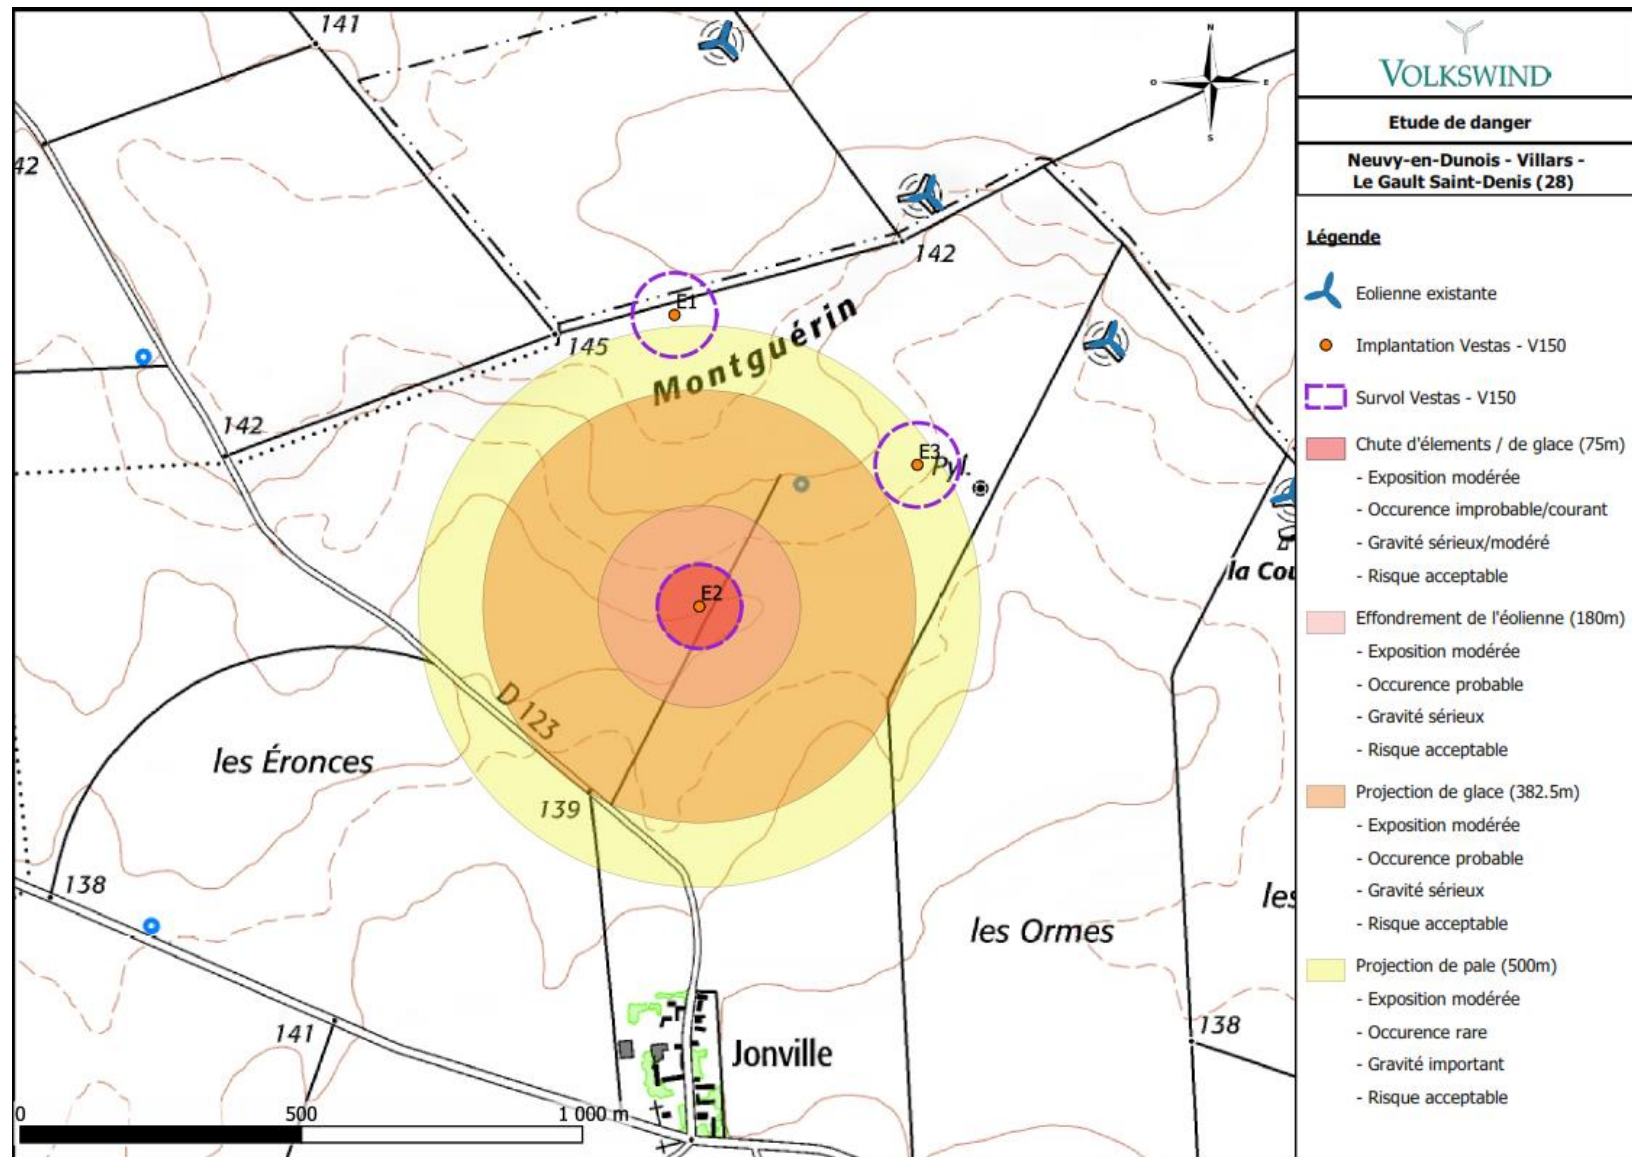 141
42
142
E1
145
Montguérin
142
E3
Pyl.
E2
la Cou
D 123
les Éronces
139
138
les Ormes
les
141
Jonville
138
0 500 1 000 m
N
O E
S
VOLKSWIND
Etude de danger
Neuvy-en-Dunois - Villars -
Le Gault Saint-Denis (28)
Légende
Eolienne existante
Implantation Vestas - V150
Survol Vestas - V150
Chute d'élements / de glace (75m)
- Exposition modérée
- Occurence improbable/courant
- Gravité sérieux/modéré
- Risque acceptable
Effondrement de l'éolienne (180m)
- Exposition modérée
- Occurence probable
- Gravité sérieux
- Risque acceptable
Projection de glace (382.5m)
- Exposition modérée
- Occurence probable
- Gravité sérieux
- Risque acceptable
Projection de pale (500m)
- Exposition modérée
- Occurence rare
- Gravité important
- Risque acceptable